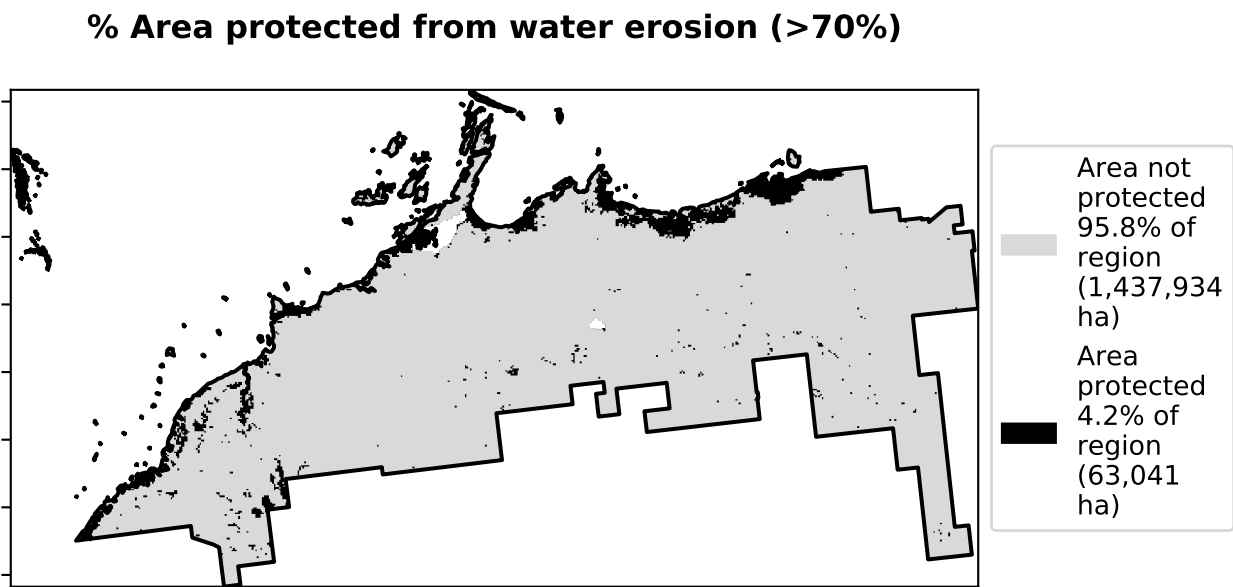 % Area protected from water erosion (>70%)
Area not
protected
95.8% of
region
(1,437,934
ha)
Area
protected
4.2% of
region
(63,041
ha)